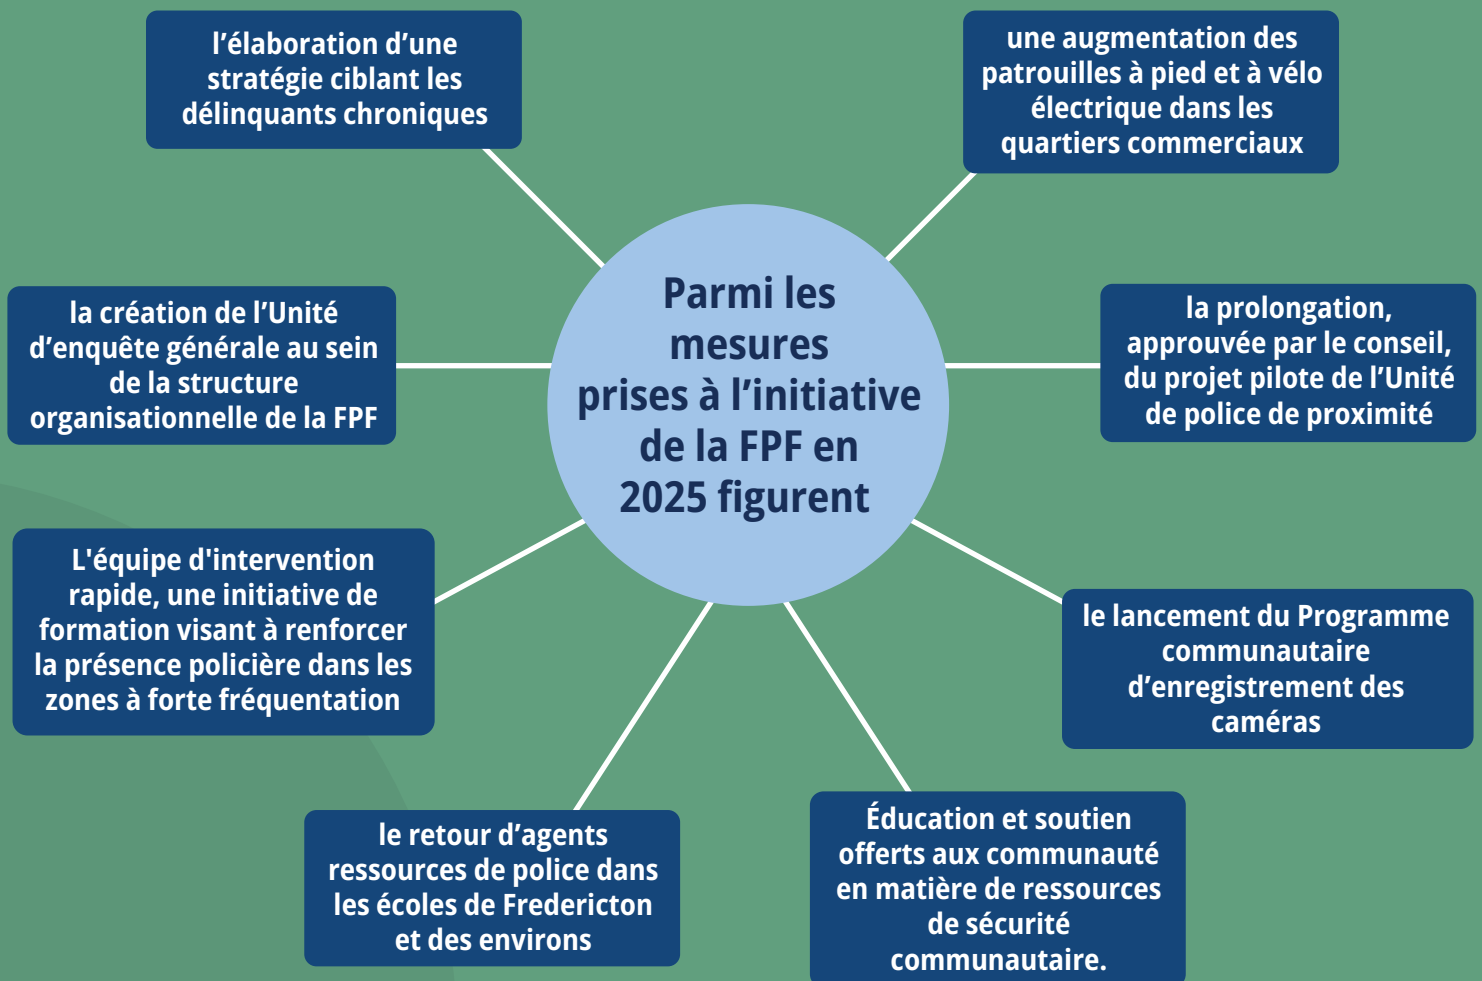 l’élaboration d’une
stratégie ciblant les
délinquants chroniques
une augmentation des
patrouilles à pied et à vélo
électrique dans les
quartiers commerciaux
Parmi les
mesures
prises à l’initiative
de la FPF en
2025 figurent
la création de l’Unité
d’enquête générale au sein
de la structure
organisationnelle de la FPF
la prolongation,
approuvée par le conseil,
du projet pilote de l’Unité
de police de proximité
L'équipe d'intervention
rapide, une initiative de
formation visant à renforcer
la présence policière dans les
zones à forte fréquentation
le lancement du Programme
communautaire
d’enregistrement des
caméras
le retour d’agents
ressources de police dans
les écoles de Fredericton
et des environs
Éducation et soutien
offerts aux communauté
en matière de ressources
de sécurité
communautaire.